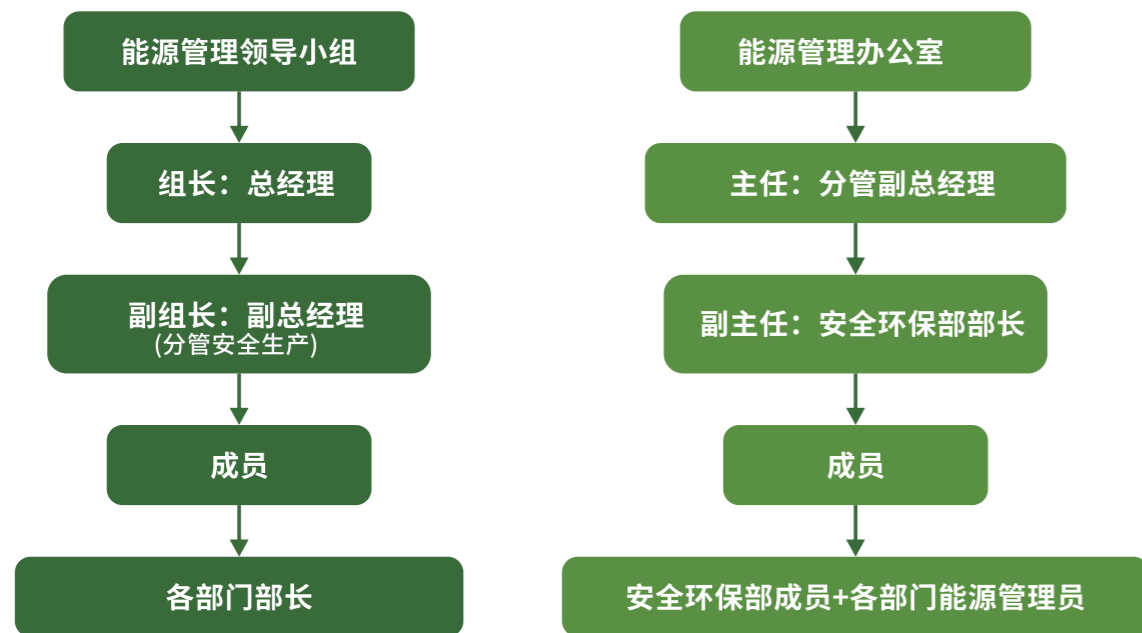 能源管理领导小组
组长：总经理
副组长：副总经理
(分管安全生产)
成员
各部门部长
能源管理办公室
主任：分管副总经理
副主任：安全环保部部长
成员
安全环保部成员+各部门能源管理员